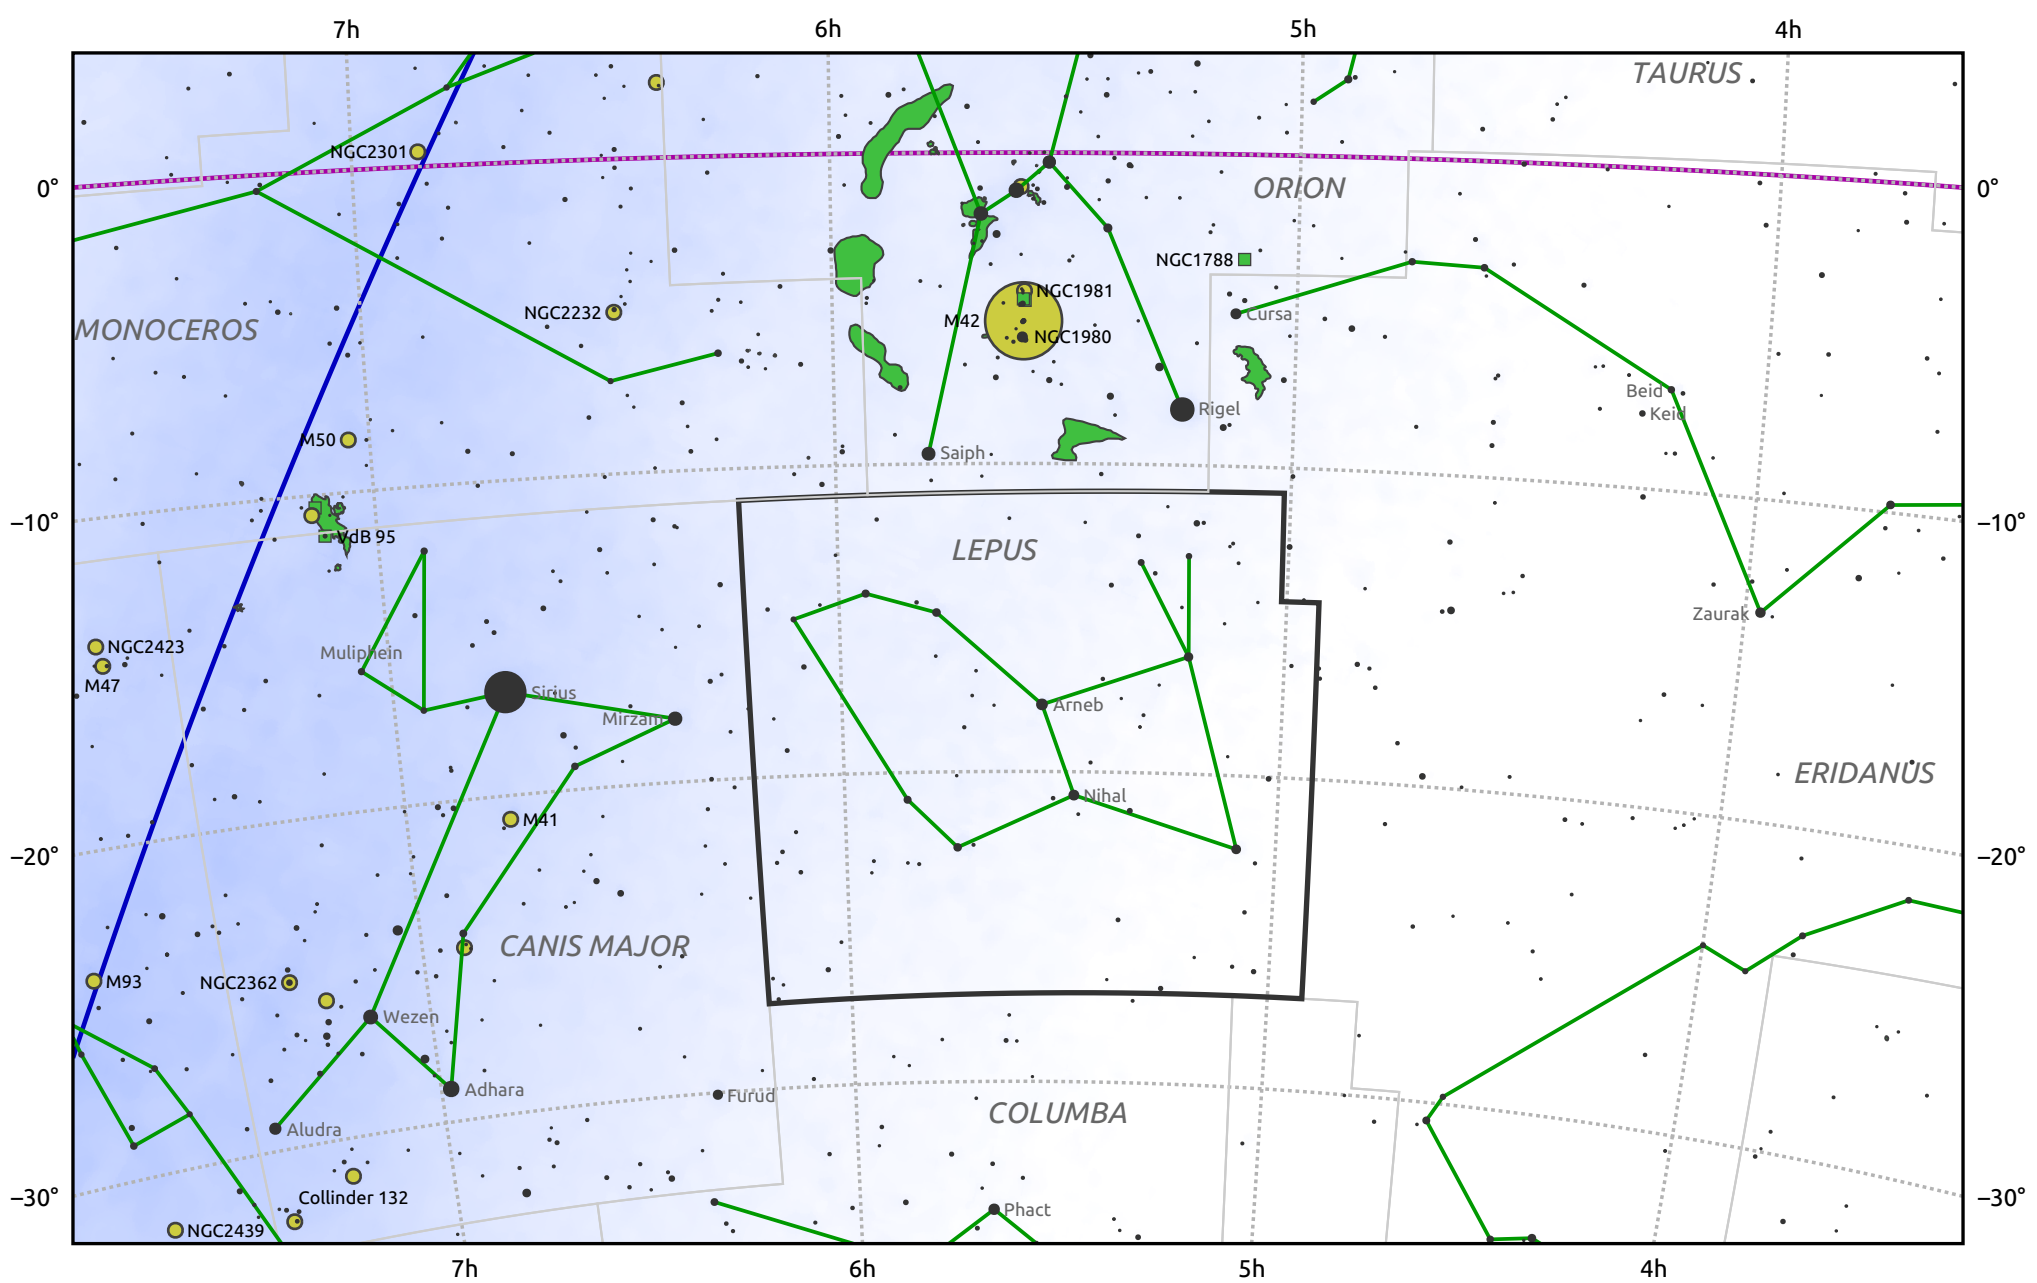 7h 6h 5h 4h
TAURUS
NGC2301
0° ORION 0°
NGC1788
NGC1981
Cursa
NGC2232
M42
MONOCEROS
NGC1980
Beid
Rigel Keid
M50
Saiph
−10° −10°
VdB 95
LEPUS
Zaurak
NGC2423
Muliphein
M47
Sirius
Arneb
Mirzam
ERIDANUS
Nihal
M41
−20° −20°
CANIS MAJOR
M93 NGC2362
Wezen
Adhara
Furud
COLUMBA
Aludra
−30° Collinder 132 −30°
Phact
NGC2439
7h 6h 5h 4h